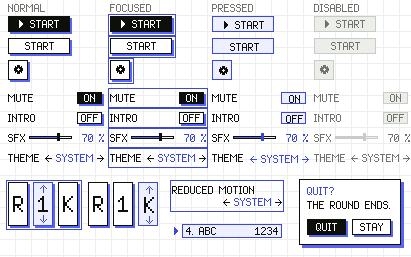 NORMAL FOCUSED PRESSED DISABLED
START START START START
START START START START
MUTE ON MUTE ON MUTE ON MUTE ON
INTRO OFF INTRO OFF INTRO OFF INTRO OFF
SFX 70 % SFX 70 % SFX 70 % SFX 70 %
THEME ← SYSTEM → THEME ← SYSTEM → THEME ← SYSTEM → THEME ← SYSTEM →
R 1 K R 1 K
REDUCED MOTION
← SYSTEM →
4. ABC 1234
QUIT?
THE ROUND ENDS.
QUIT STAY